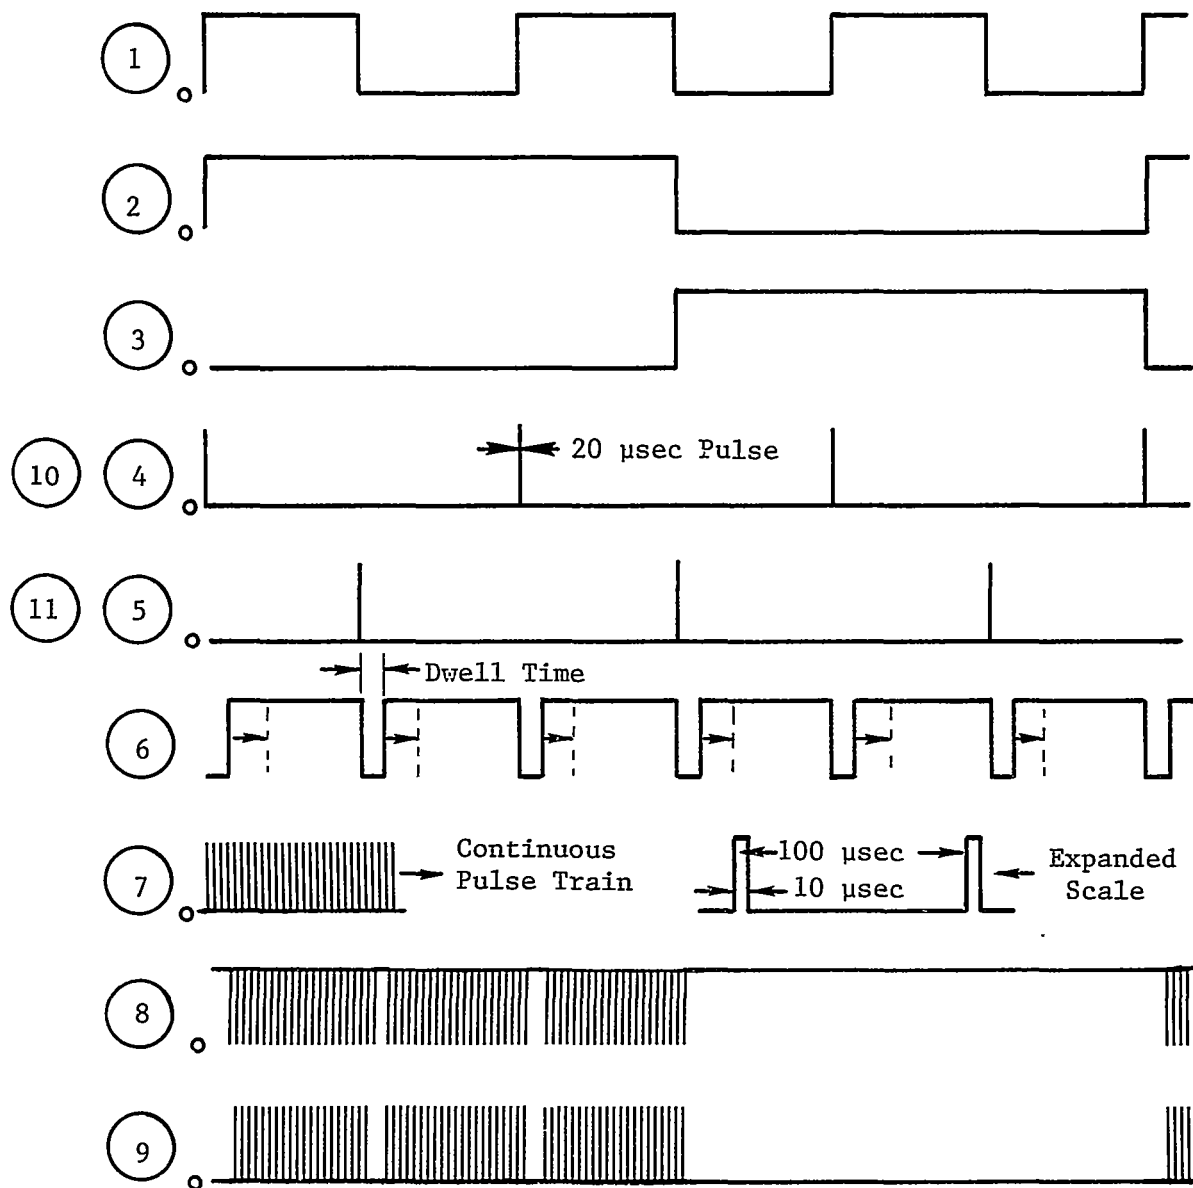 1
o
2
o
3
o
10 4
20 µsec Pulse
o
11 5
o
Dwell Time
6
7
Continuous
Pulse Train
100 µsec
10 µsec
Expanded
Scale
o
8
o
9
o